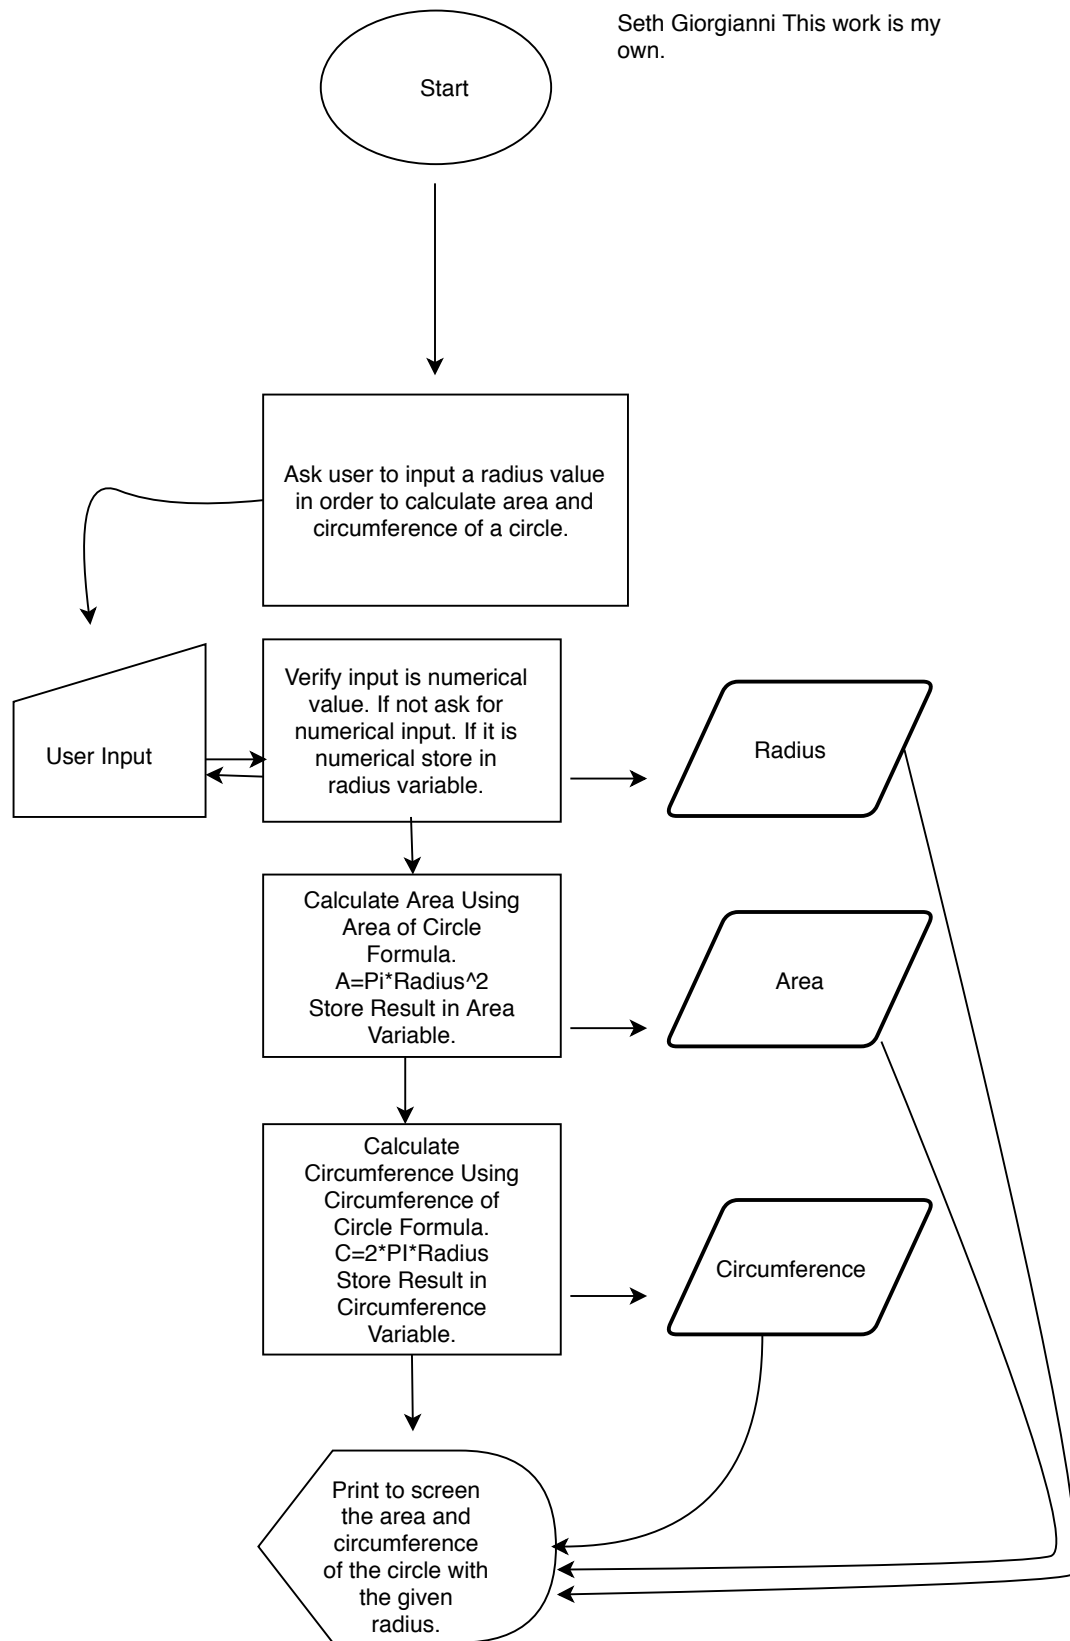 Seth Giorgianni This work is my
own.
Start
Ask user to input a radius value
in order to calculate area and
circumference of a circle.
User Input
Verify input is numerical
value. If not ask for
numerical input. If it is
numerical store in
radius variable.
Radius
Calculate Area Using
Area of Circle
Formula.
A=Pi*Radius^2
Store Result in Area
Variable.
Area
Calculate
Circumference Using
Circumference of
Circle Formula.
C=2*PI*Radius
Store Result in
Circumference
Variable.
Circumference
Print to screen
the area and
circumference
of the circle with
the given
radius.